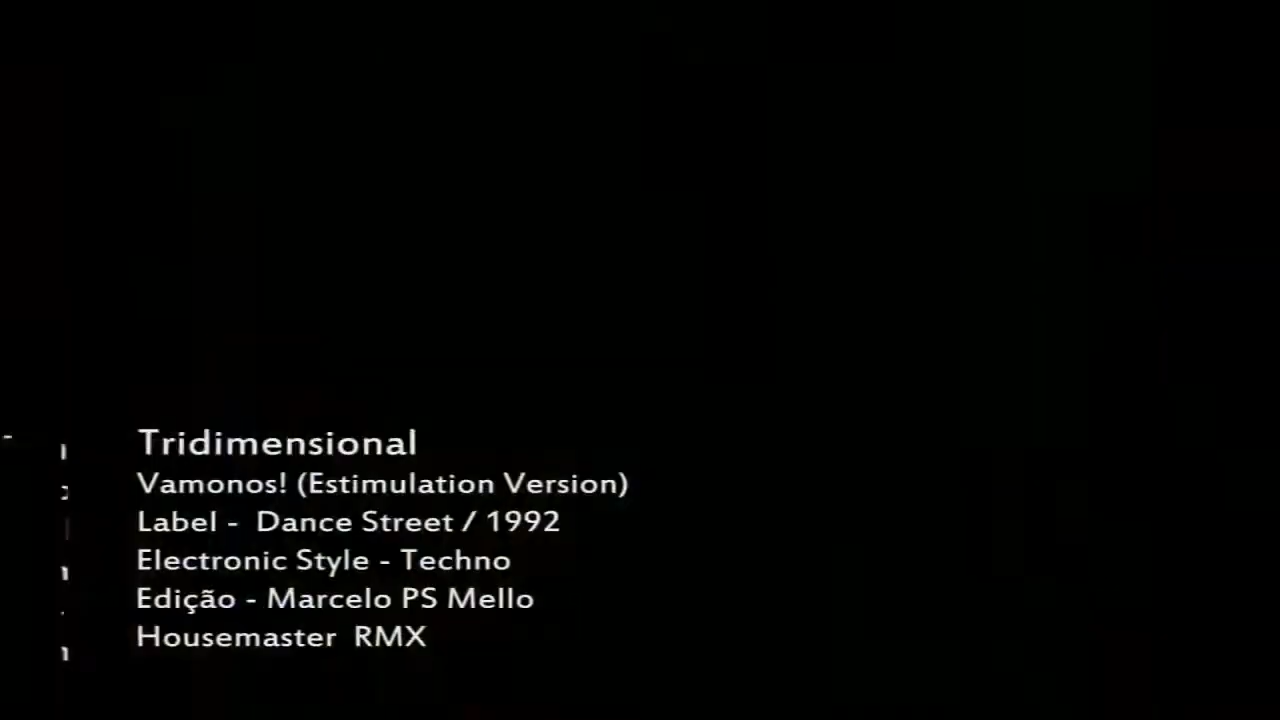 Tridimensional
Vamonos! (Estimulation Version)
Label -  Dance Street / 1992
Electronic Style - Techno
Edição - Marcelo PS Mello
Housemaster  RMX